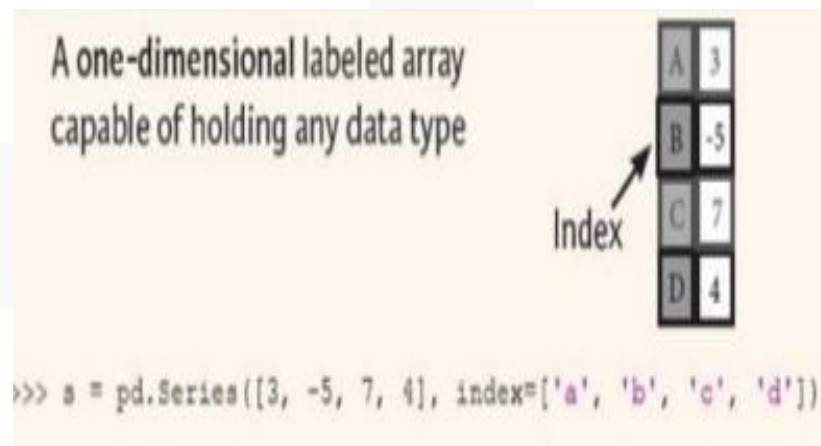 A one-dimensional labeled array
capable of holding any data type
A 3
B -5
Index
C 7
D 4
>>> s = pd.Series([3, -5, 7, 4], index=['a', 'b', 'c', 'd'])